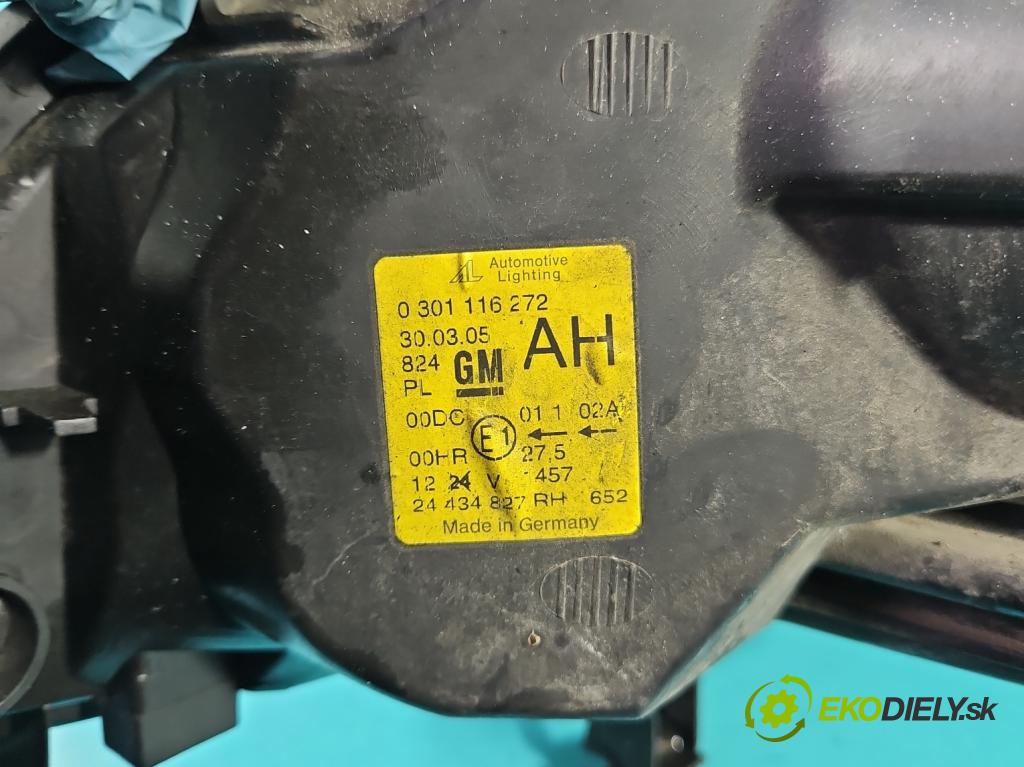 AL Automotive
Lighting
0 301 116 272
30.03.05
824 GM AH
PL
00DC 01 1 02A
E1
00HR 27,5
12 24 V 457
24 434 827 RH 652
Made in Germany
EKODIELY.sk